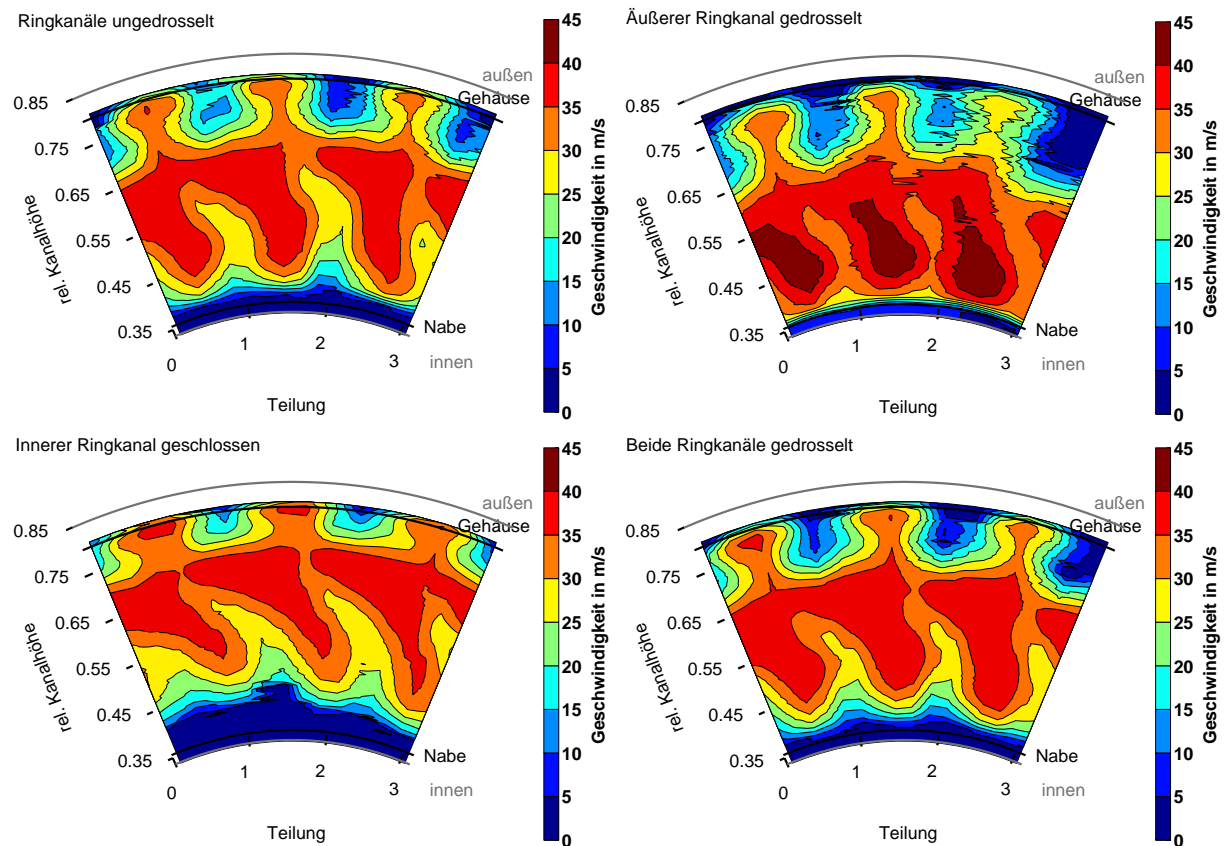 Ringkanäle ungedrosselt
außen
Gehäuse
0.85
0.75
0.65
0.55
0.45
0.35
rel. Kanalhöhe
0
1
2
3
Nabe
innen
Teilung
45
40
35
30
25
20
15
10
5
0
Geschwindigkeit in m/s
Äußerer Ringkanal gedrosselt
außen
Gehäuse
0.85
0.75
0.65
0.55
0.45
0.35
rel. Kanalhöhe
0
1
2
3
Nabe
innen
Teilung
45
40
35
30
25
20
15
10
5
0
Geschwindigkeit in m/s
Innerer Ringkanal geschlossen
außen
Gehäuse
0.85
0.75
0.65
0.55
0.45
0.35
rel. Kanalhöhe
0
1
2
3
Nabe
innen
Teilung
45
40
35
30
25
20
15
10
5
0
Geschwindigkeit in m/s
Beide Ringkanäle gedrosselt
außen
Gehäuse
0.85
0.75
0.65
0.55
0.45
0.35
rel. Kanalhöhe
0
1
2
3
Nabe
innen
Teilung
45
40
35
30
25
20
15
10
5
0
Geschwindigkeit in m/s